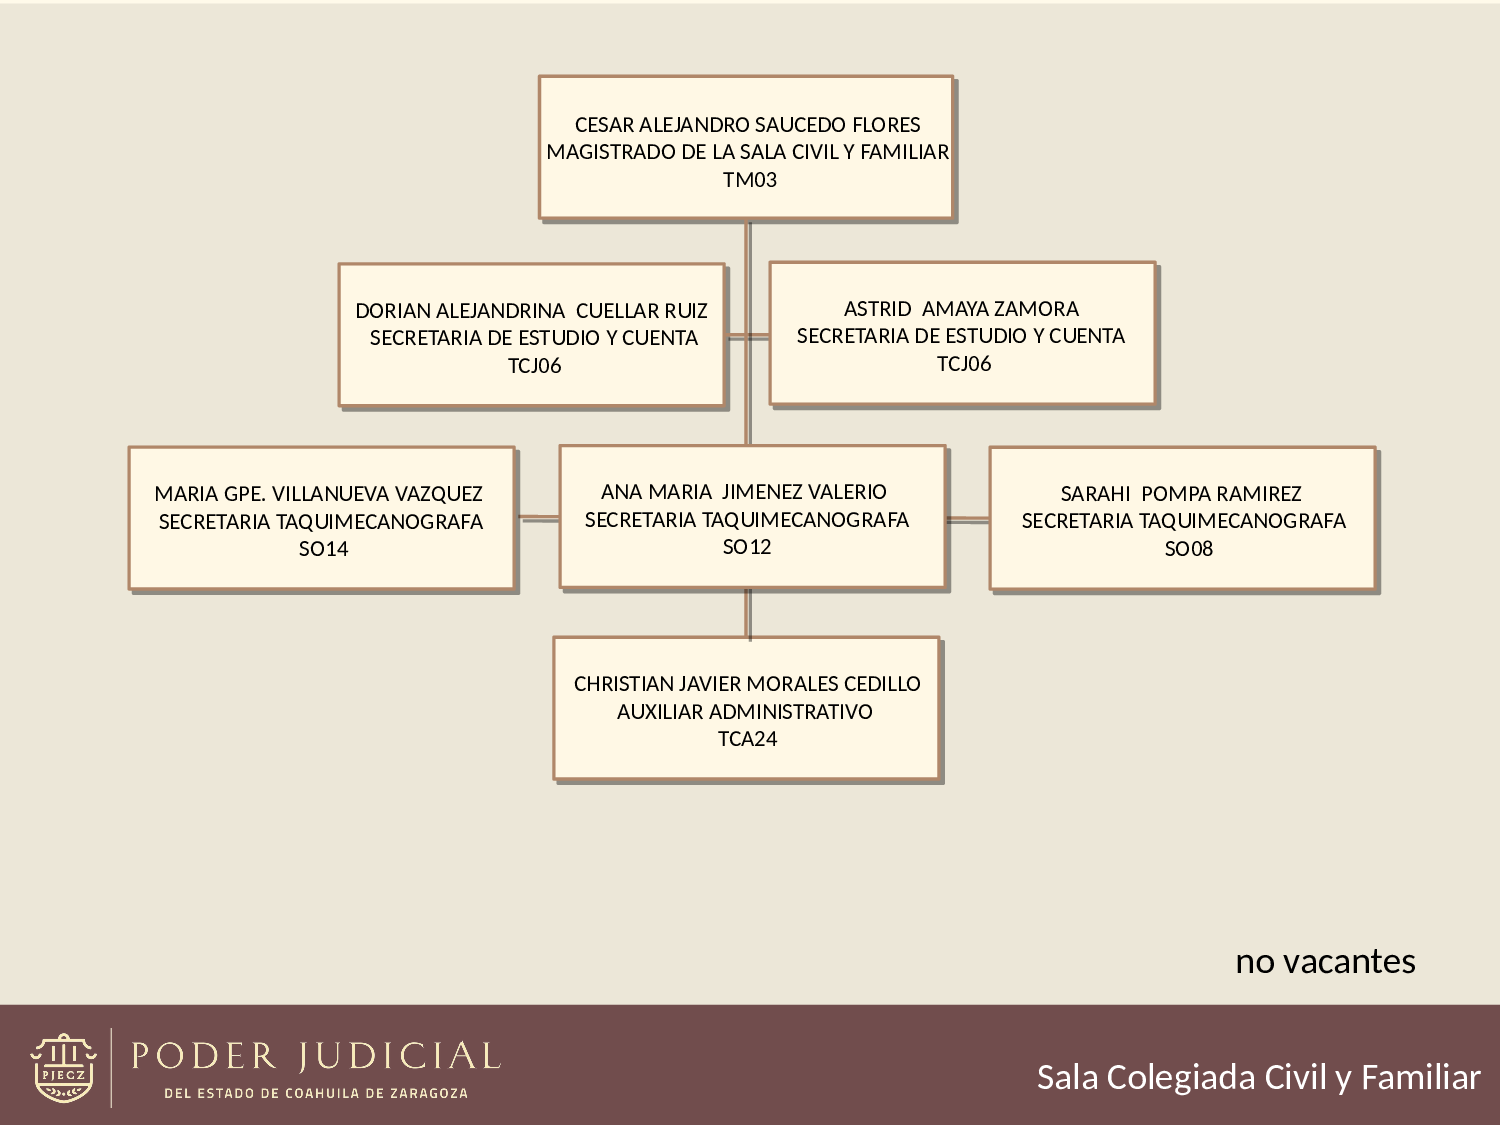 CESAR ALEJANDRO SAUCEDO FLORES
MAGISTRADO DE LA SALA CIVIL Y FAMILIAR
TM03
DORIAN ALEJANDRINA  CUELLAR RUIZ
SECRETARIA DE ESTUDIO Y CUENTA
TCJ06
ASTRID  AMAYA ZAMORA
SECRETARIA DE ESTUDIO Y CUENTA
TCJ06
MARIA GPE. VILLANUEVA VAZQUEZ
SECRETARIA TAQUIMECANOGRAFA
SO14
ANA MARIA  JIMENEZ VALERIO
SECRETARIA TAQUIMECANOGRAFA
SO12
SARAHI  POMPA RAMIREZ
SECRETARIA TAQUIMECANOGRAFA
SO08
CHRISTIAN JAVIER MORALES CEDILLO
AUXILIAR ADMINISTRATIVO
TCA24
no vacantes
PJECZ
PODER JUDICIAL
DEL ESTADO DE COAHUILA DE ZARAGOZA
Sala Colegiada Civil y Familiar